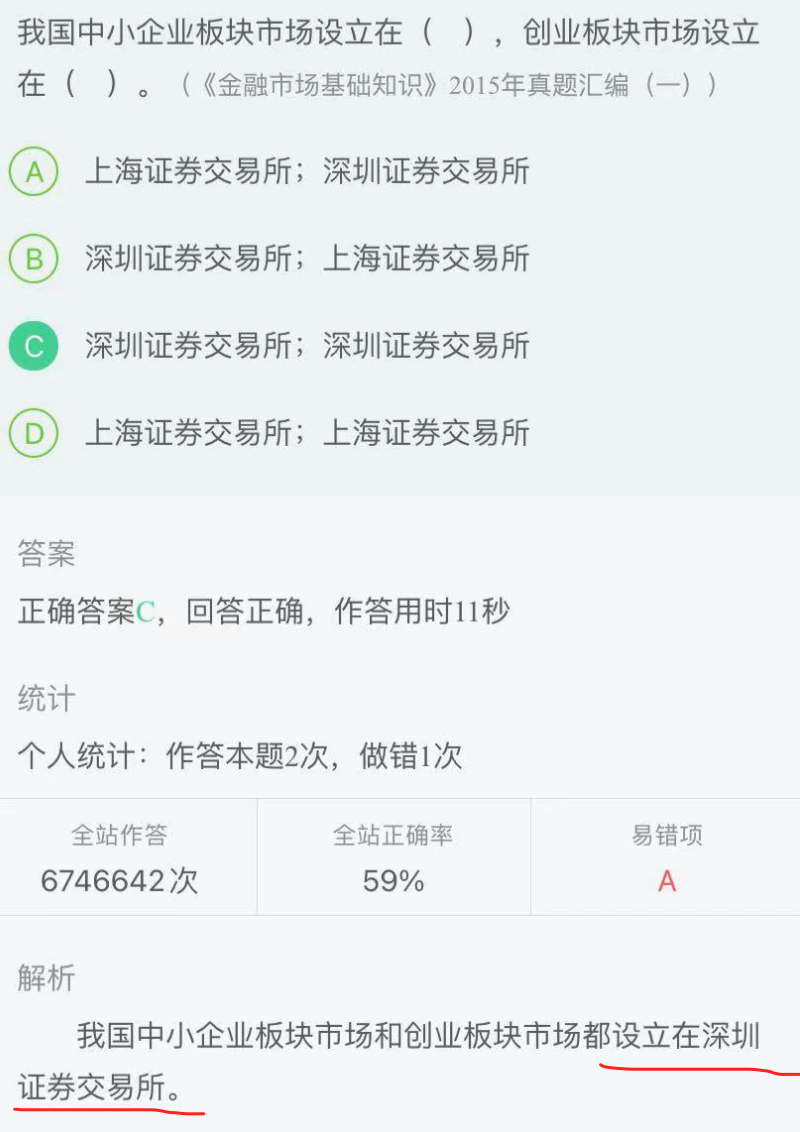 我国中小企业板块市场设立在（ ），创业板块市场设立
在（ ）。（《金融市场基础知识》2015年真题汇编（一））
A 上海证券交易所；深圳证券交易所
B 深圳证券交易所；上海证券交易所
C 深圳证券交易所；深圳证券交易所
D 上海证券交易所；上海证券交易所
答案
正确答案C，回答正确，作答用时11秒
统计
个人统计：作答本题2次，做错1次
全站作答 全站正确率 易错项
6746642次 59% A
解析
我国中小企业板块市场和创业板块市场都设立在深圳
证券交易所。